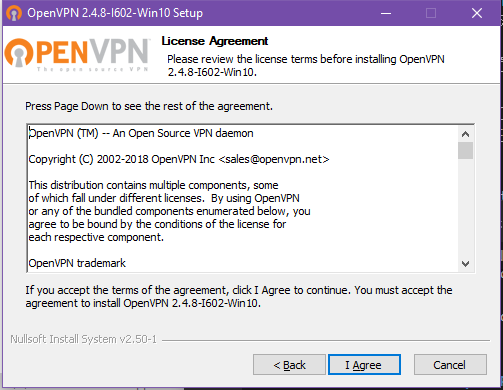 OpenVPN 2.4.8-I602-Win10 Setup
OPENVPN
The open source VPN
License Agreement
Please review the license terms before installing OpenVPN
2.4.8-I602-Win10.
Press Page Down to see the rest of the agreement.
OpenVPN (TM) -- An Open Source VPN daemon
Copyright (C) 2002-2018 OpenVPN Inc <sales@openvpn.net>
This distribution contains multiple components, some
of which fall under different licenses.  By using OpenVPN
or any of the bundled components enumerated below, you
agree to be bound by the conditions of the license for
each respective component.
OpenVPN trademark
If you accept the terms of the agreement, click I Agree to continue. You must accept the
agreement to install OpenVPN 2.4.8-I602-Win10.
Nullsoft Install System v2.50-1
< Back
I Agree
Cancel